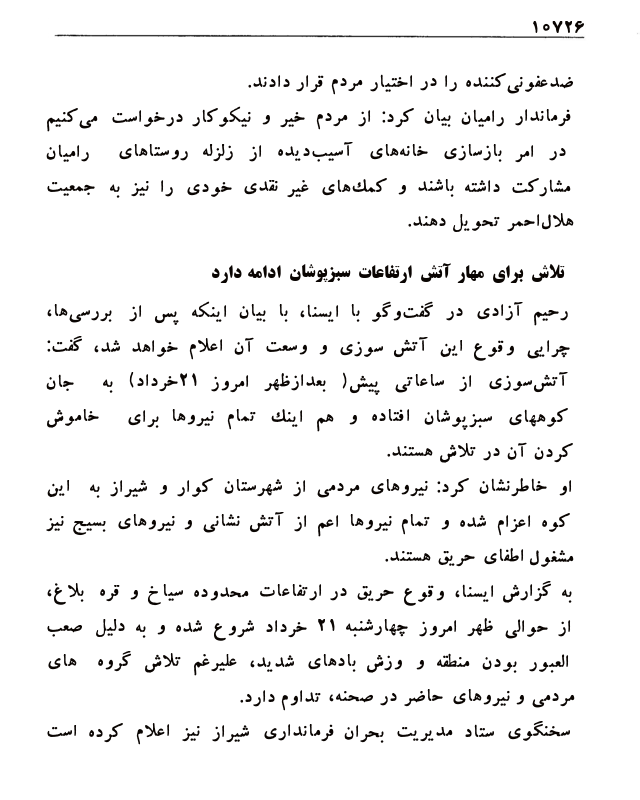 ۱۰۷۲۶
ضدعفونی‌کننده را در اختیار مردم قرار دادند.
فرماندار رامیان بیان کرد: از مردم خیر و نیکوکار درخواست می‌کنیم
در امر بازسازی خانه‌های آسیب‌دیده از زلزله روستاهای رامیان
مشارکت داشته باشند و کمك‌های غیر نقدی خودی را نیز به جمعیت
هلال‌احمر تحویل دهند.
تلاش برای مهار آتش ارتفاعات سبزپوشان ادامه دارد
رحیم آزادی در گفت‌وگو با ایسنا، با بیان اینکه پس از بررسی‌ها،
چرایی وقوع این آتش سوزی و وسعت آن اعلام خواهد شد، گفت:
آتش‌سوزی از ساعاتی پیش( بعدازظهر امروز ۲۱خرداد) به جان
کوههای سبزپوشان افتاده و هم اینك تمام نیروها برای خاموش
کردن آن در تلاش هستند.
او خاطرنشان کرد: نیروهای مردمی از شهرستان کوار و شیراز به این
کوه اعزام شده و تمام نیروها اعم از آتش نشانی و نیروهای بسیج نیز
مشغول اطفای حریق هستند.
به گزارش ایسنا، وقوع حریق در ارتفاعات محدوده سیاخ و قره بلاغ،
از حوالی ظهر امروز چهارشنبه ۲۱ خرداد شروع شده و به دلیل صعب
العبور بودن منطقه و وزش بادهای شدید، علیرغم تلاش گروه های
مردمی و نیروهای حاضر در صحنه، تداوم دارد.
سخنگوی ستاد مدیریت بحران فرمانداری شیراز نیز اعلام کرده است